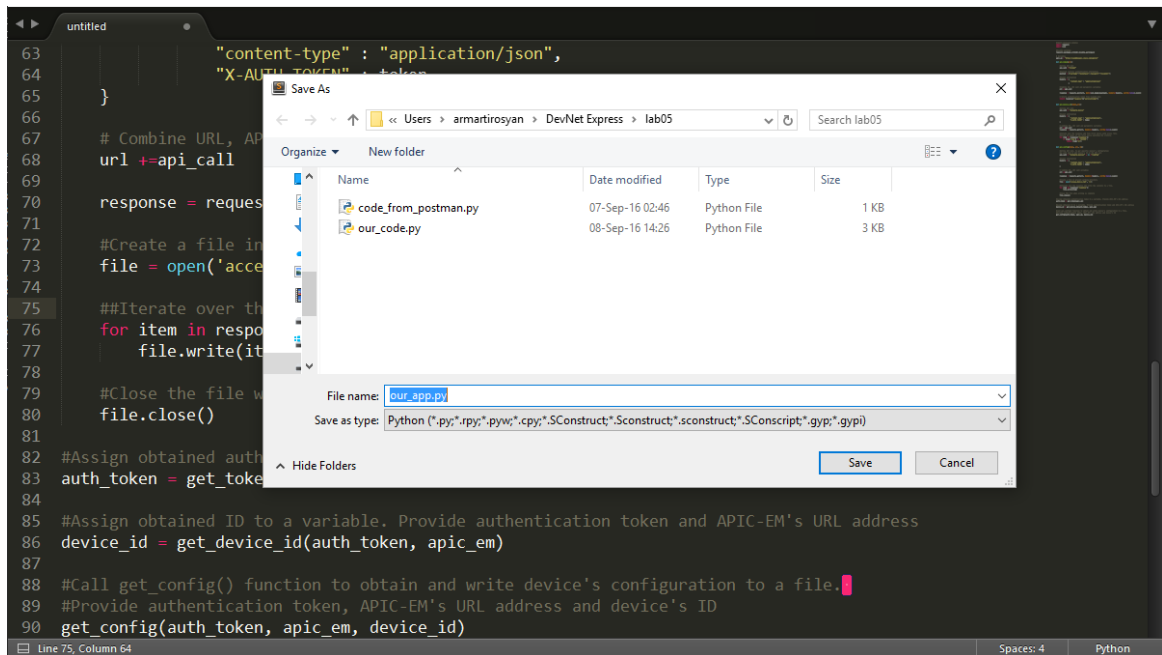 untitled
63 "content-type" : "application/json",
64 "X-AUTH-TOKEN" : token
65 }
66
67 # Combine URL, AP
68 url +=api_call
69
70 response = reques
71
72 #Create a file in
73 file = open('acce
74
75 ##Iterate over th
76 for item in respo
77 file.write(it
78
79 #Close the file w
80 file.close()
81
82 #Assign obtained auth
83 auth_token = get_toke
84
85 #Assign obtained ID to a variable. Provide authentication token and APIC-EM's URL address
86 device_id = get_device_id(auth_token, apic_em)
87
88 #Call get_config() function to obtain and write device's configuration to a file.
89 #Provide authentication token, APIC-EM's URL address and device's ID
90 get_config(auth_token, apic_em, device_id)
Save As
« Users > armartirosyan > DevNet Express > lab05
Search lab05
Organize New folder
Name Date modified Type Size
code_from_postman.py 07-Sep-16 02:46 Python File 1 KB
our_code.py 08-Sep-16 14:26 Python File 3 KB
File name: our_app.py
Save as type: Python (*.py;*.rpy;*.pyw;*.cpy;*.SConstruct;*.Sconstruct;*.sconstruct;*.SConscript;*.gyp;*.gypi)
Hide Folders
Save Cancel
Line 75, Column 64 Spaces: 4 Python